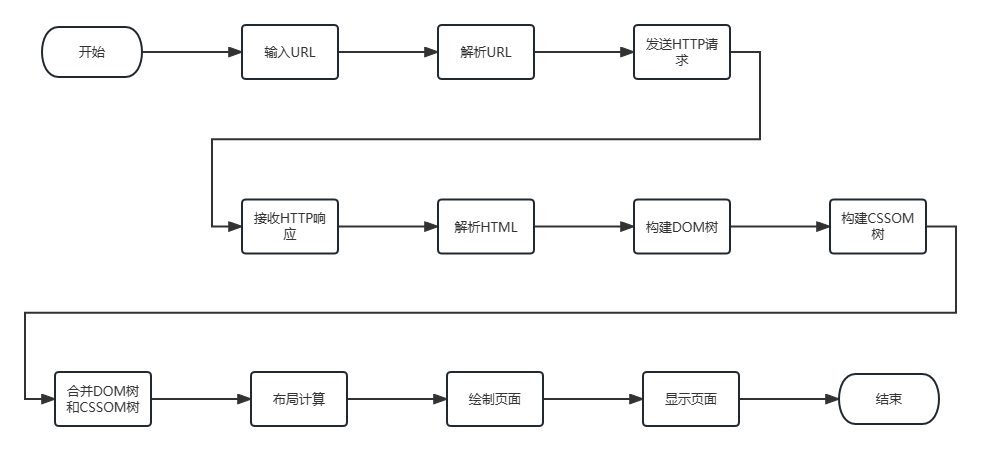 开始
输入URL
解析URL
发送HTTP请
求
接收HTTP响
应
解析HTML
构建DOM树
构建CSSOM
树
合并DOM树
和CSSOM树
布局计算
绘制页面
显示页面
结束